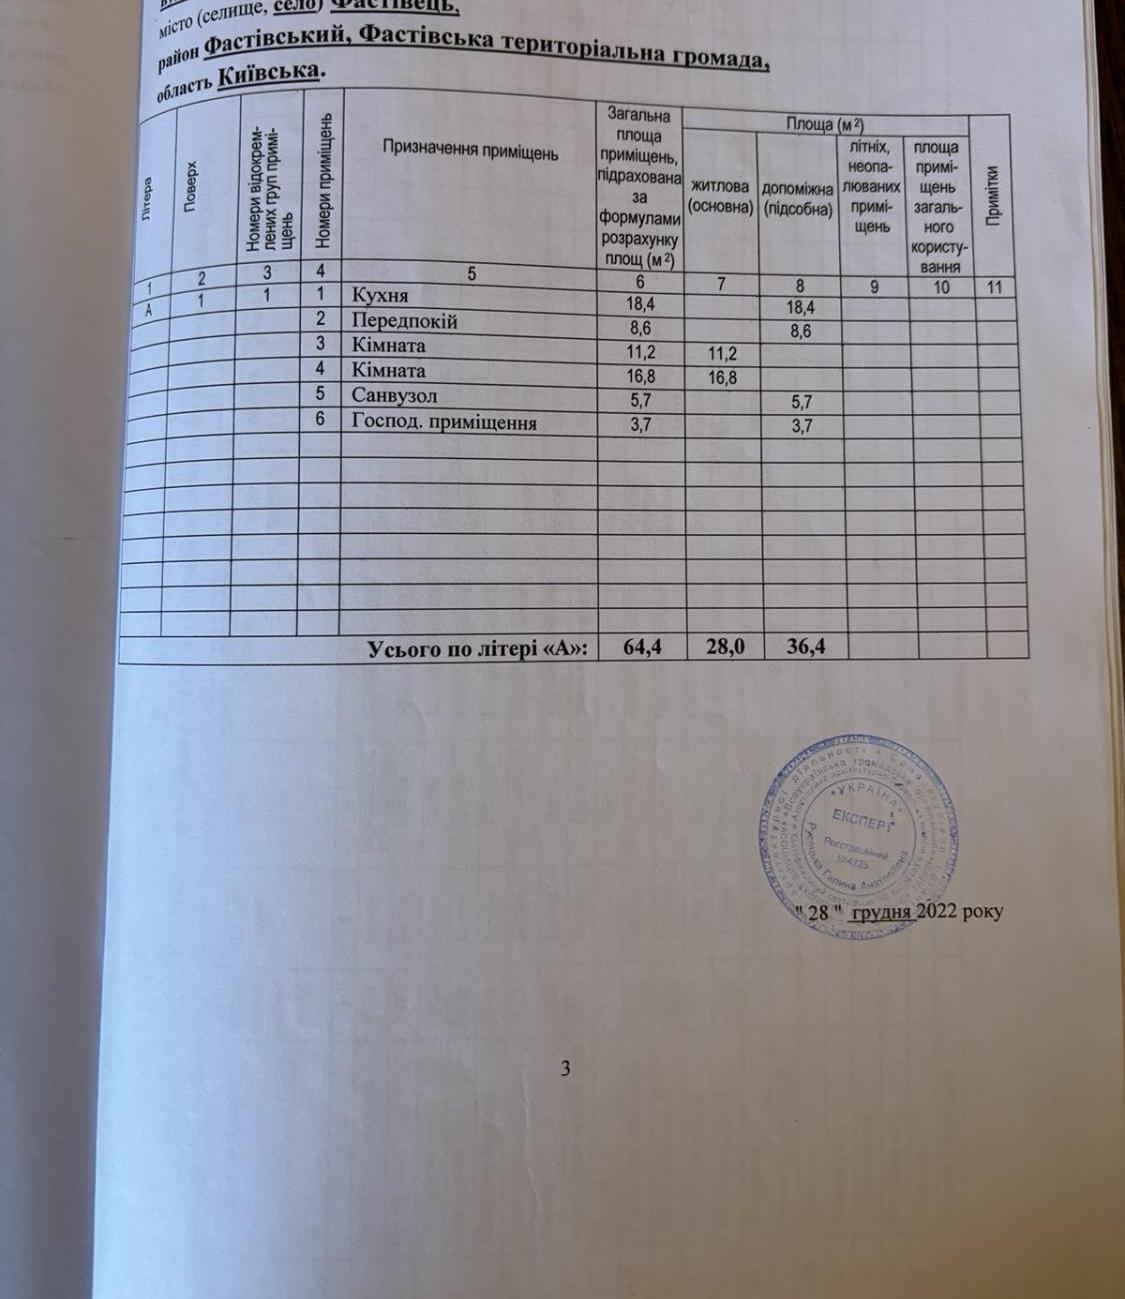 місто (селище, село) Фастівець,
район Фастівський, Фастівська територіальна громада,
область Київська.
Літера
Поверх
Номери відокрем-
лених груп примі-
щень
Номери приміщень
Призначення приміщень
Загальна
площа
приміщень,
підрахована
за
формулами
розрахунку
площ (м²)
Площа (м²)
житлова
(основна)
допоміжна
(підсобна)
літніх,
неопа-
люваних
примі-
щень
площа
примі-
щень
загаль-
ного
користу-
вання
Примітки
1 2 3 4 5 6 7 8 9 10 11
А 1 1 1 Кухня 18,4 18,4
2 Передпокій 8,6 8,6
3 Кімната 11,2 11,2
4 Кімната 16,8 16,8
5 Санвузол 5,7 5,7
6 Господ. приміщення 3,7 3,7
Усього по літері «А»: 64,4 28,0 36,4
УКРАЇНА
ЕКСПЕРТ
Реєстраційний
Галина Анатоліївна
" 28 " грудня 2022 року
3